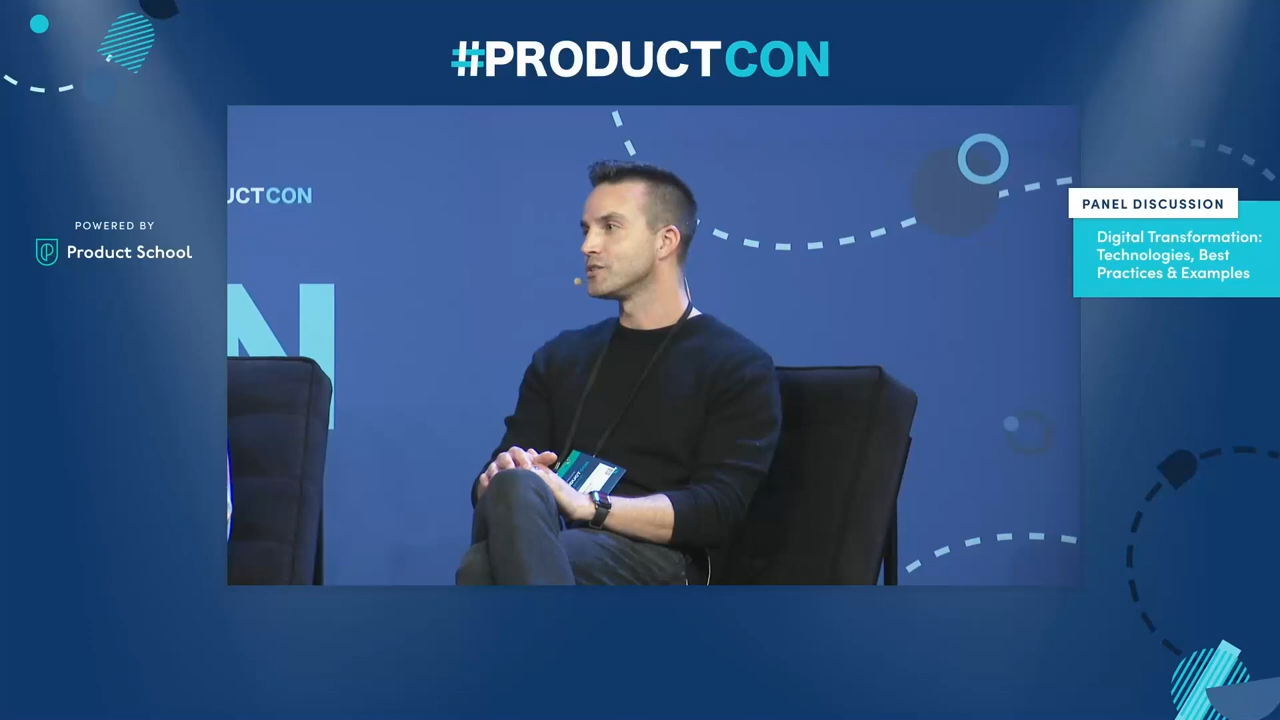 #PRODUCTCON
UCTCON
N
POWERED BY
Product School
PANEL DISCUSSION
Digital Transformation:
Technologies, Best
Practices & Examples